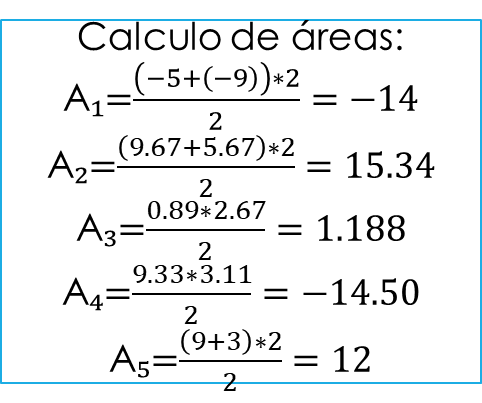 Calculo de áreas:
A₁=((−5+(−9))∗2)/2 = −14
A₂=((9.67+5.67)∗2)/2 = 15.34
A₃=(0.89∗2.67)/2 = 1.188
A₄=(9.33∗3.11)/2 = −14.50
A₅=((9+3)∗2)/2 = 12